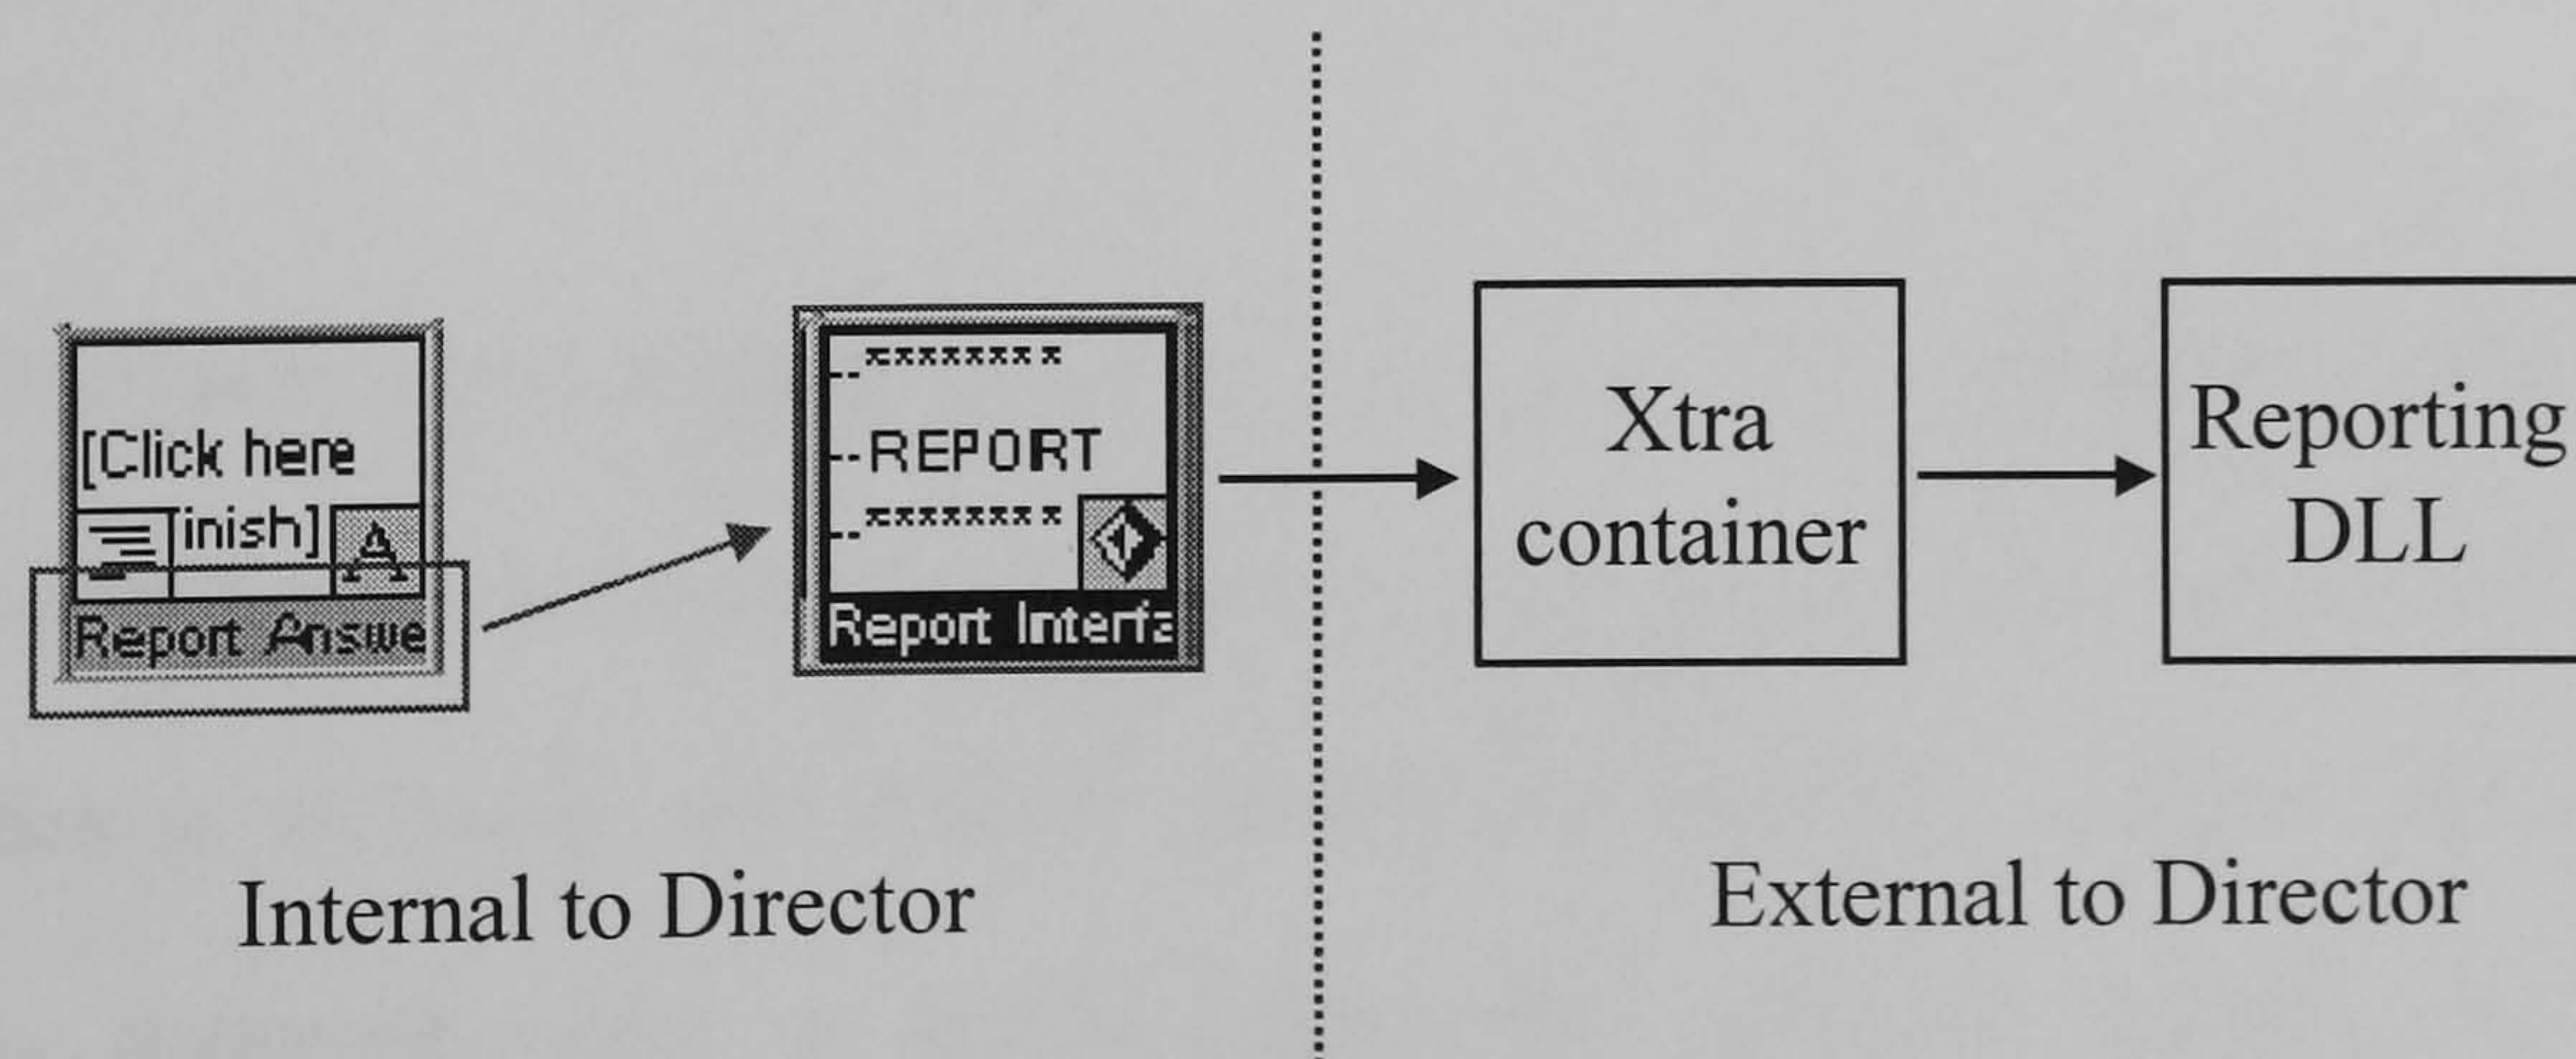 [Click here
inish]
A
Report Answe
--********
--REPORT
--********
Report Interfa
Xtra
container
Reporting
DLL
Internal to Director
External to Director